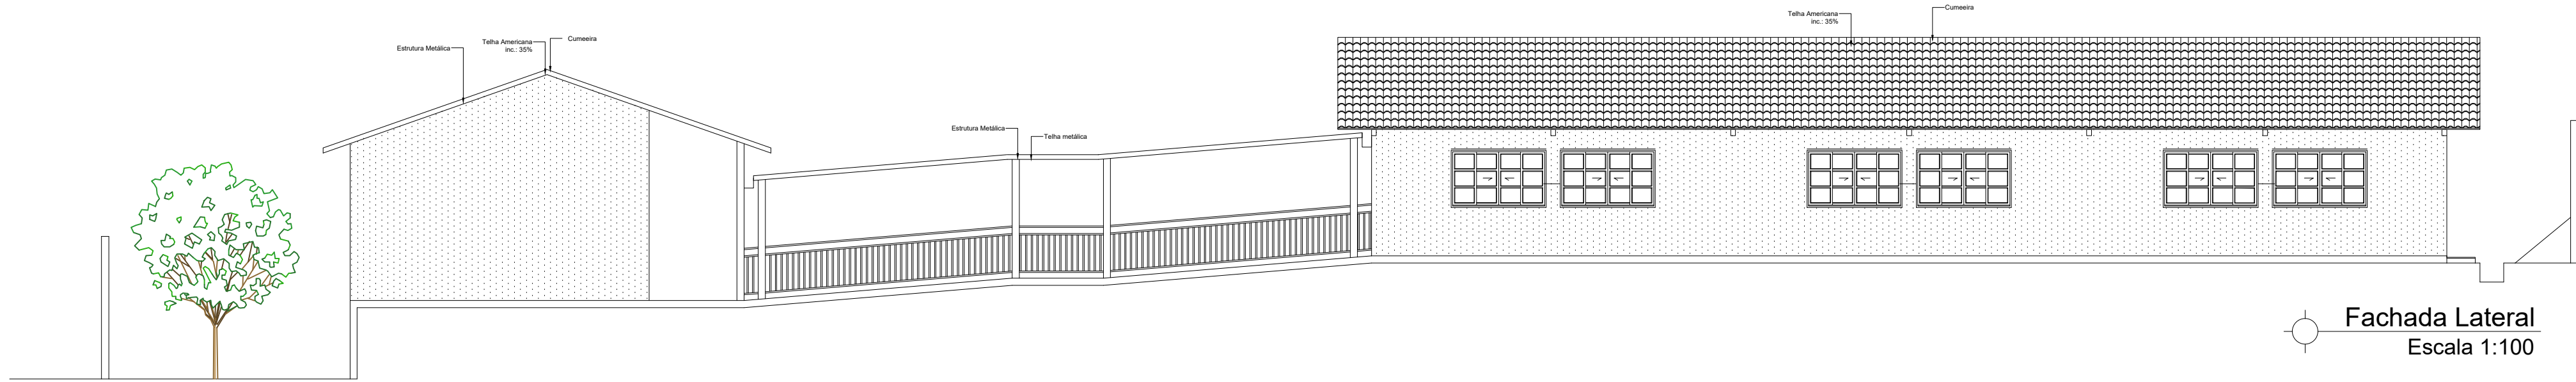 Estrutura Metálica
Telha Americana
inc.: 35%
Cumeeira
Estrutura Metálica
Telha metálica
Telha Americana
inc.: 35%
Cumeeira
Fachada Lateral
Escala 1:100